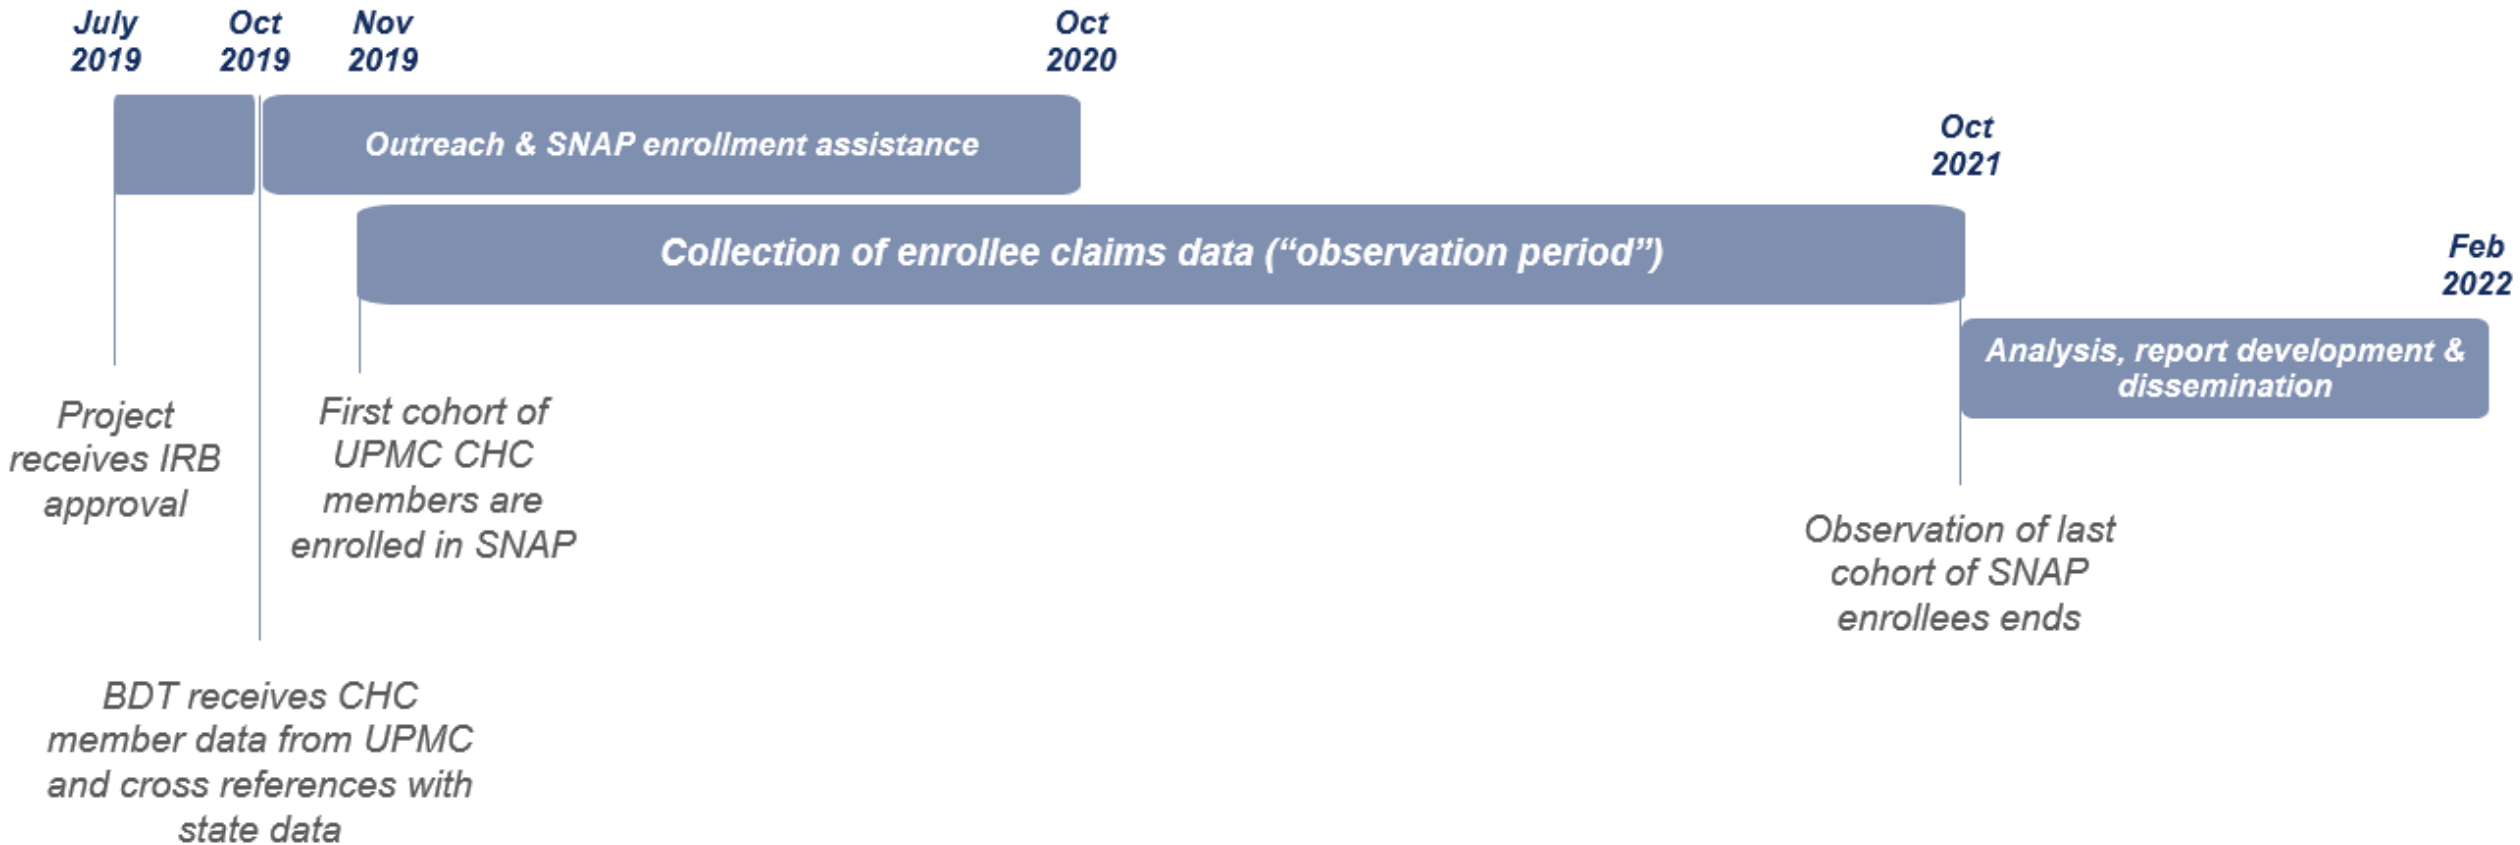 July
2019
Oct
2019
Nov
2019
Oct
2020
Outreach & SNAP enrollment assistance
Oct
2021
Collection of enrollee claims data (“observation period”)
Feb
2022
Analysis, report development &
dissemination
Project
receives IRB
approval
First cohort of
UPMC CHC
members are
enrolled in SNAP
Observation of last
cohort of SNAP
enrollees ends
BDT receives CHC
member data from UPMC
and cross references with
state data